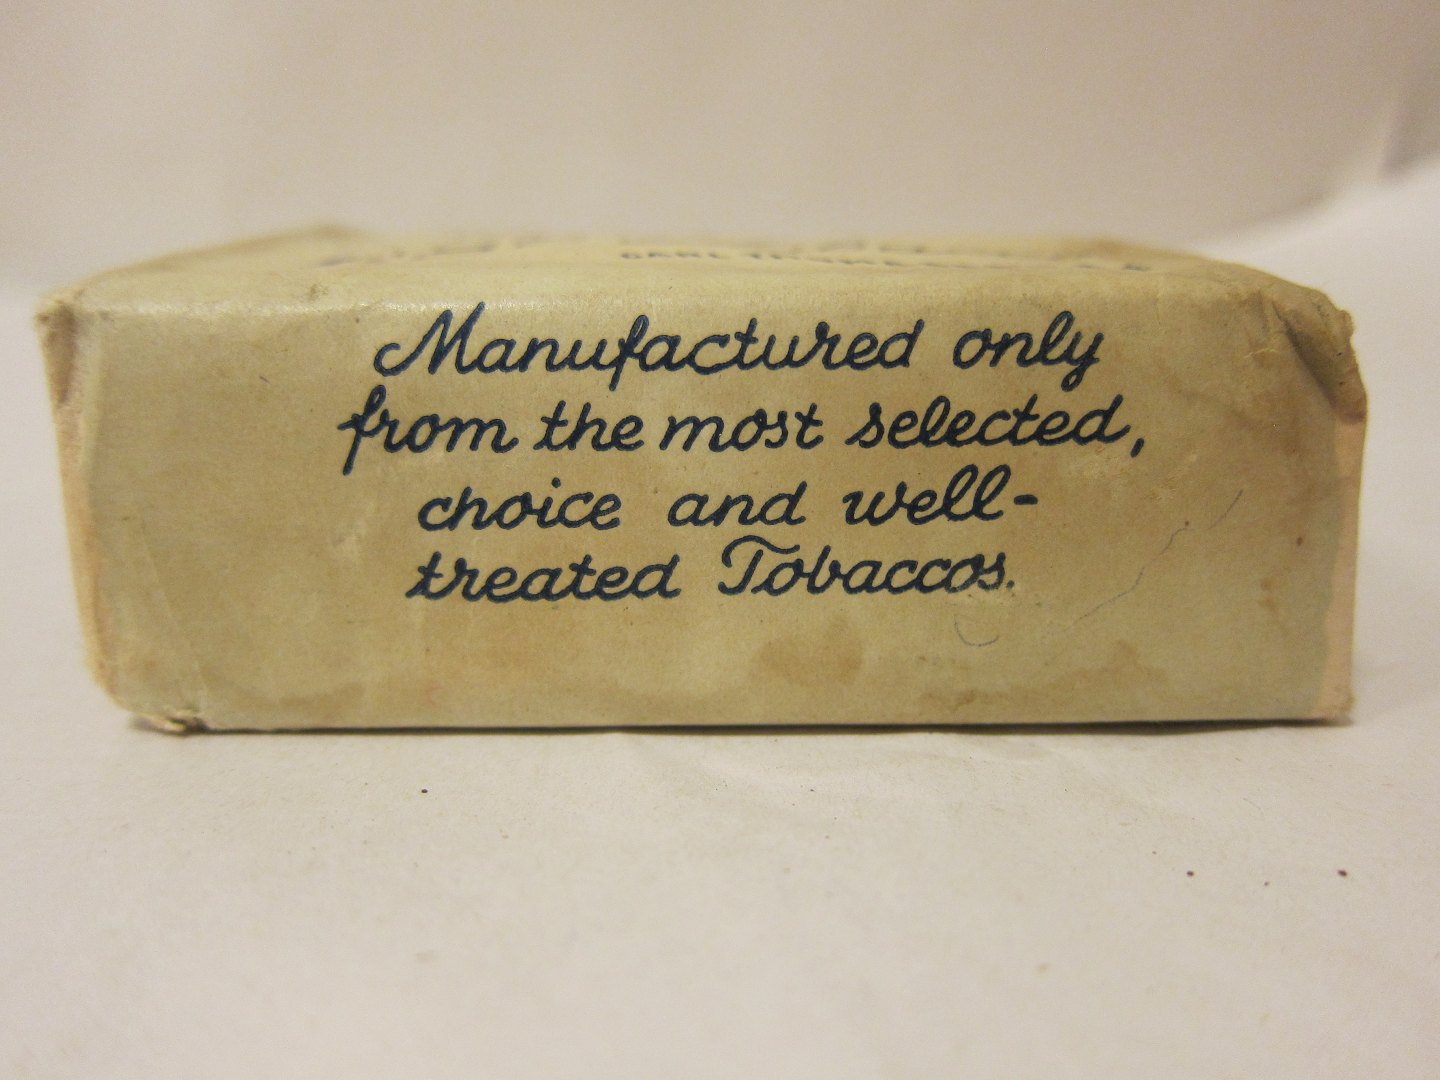 Manufactured only
from the most selected,
choice and well-
treated Tobaccos.